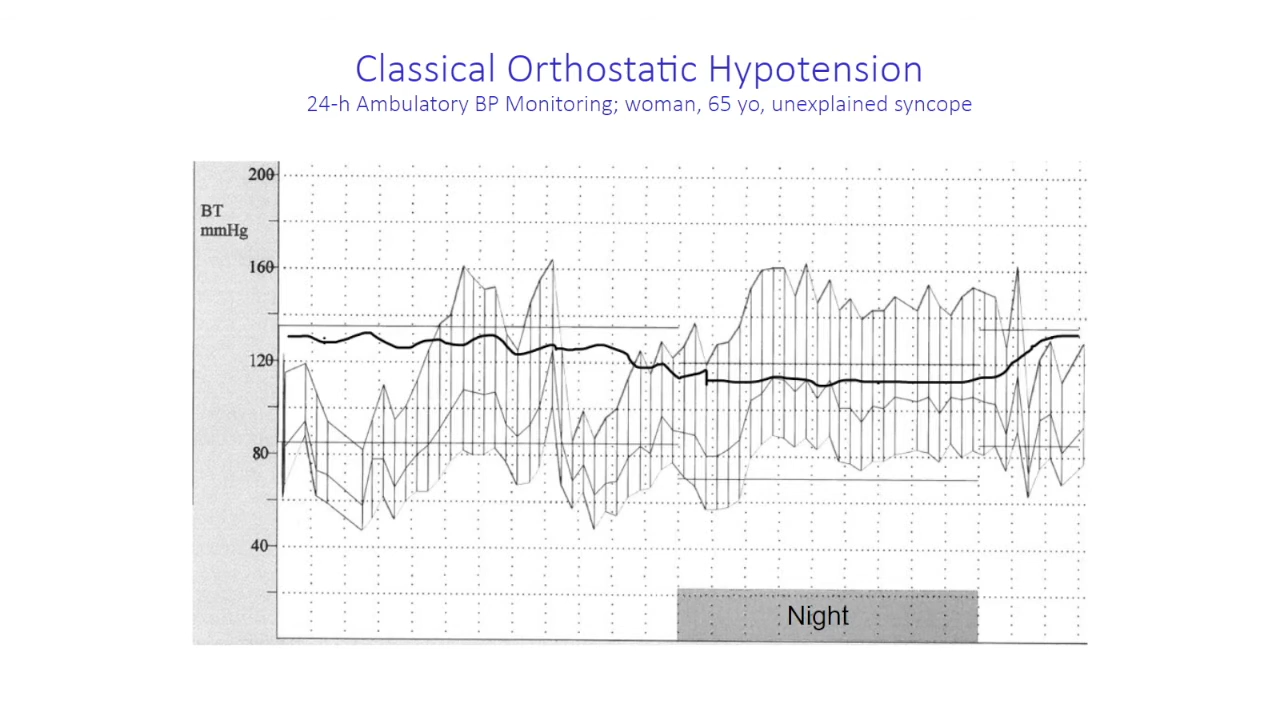 Classical Orthostatic Hypotension
24-h Ambulatory BP Monitoring; woman, 65 yo, unexplained syncope
200
BT
mmHg
160
120
80
40
Night